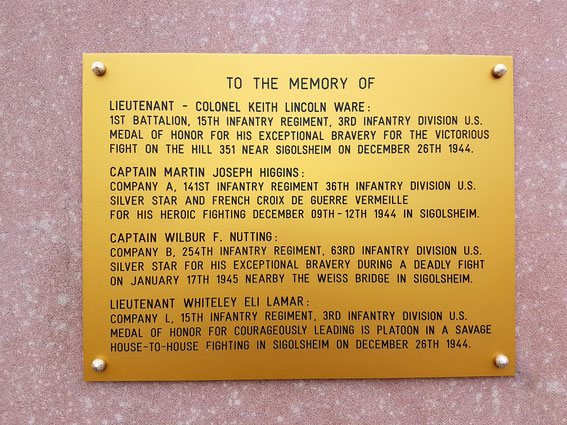 TO THE MEMORY OF
LIEUTENANT - COLONEL KEITH LINCOLN WARE:
1ST BATTALION, 15TH INFANTRY REGIMENT, 3RD INFANTRY DIVISION U.S.
MEDAL OF HONOR FOR HIS EXCEPTIONAL BRAVERY FOR THE VICTORIOUS
FIGHT ON THE HILL 351 NEAR SIGOLSHEIM ON DECEMBER 26TH 1944.
CAPTAIN MARTIN JOSEPH HIGGINS:
COMPANY A, 141ST INFANTRY REGIMENT 36TH INFANTRY DIVISION U.S.
SILVER STAR AND FRENCH CROIX DE GUERRE VERMEILLE
FOR HIS HEROIC FIGHTING DECEMBER 09TH - 12TH 1944 IN SIGOLSHEIM.
CAPTAIN WILBUR F. NUTTING:
COMPANY B, 254TH INFANTRY REGIMENT, 63RD INFANTRY DIVISION U.S.
SILVER STAR FOR HIS EXCEPTIONAL BRAVERY DURING A DEADLY FIGHT
ON JANUARY 17TH 1945 NEARBY THE WEISS BRIDGE IN SIGOLSHEIM.
LIEUTENANT WHITELEY ELI LAMAR:
COMPANY L, 15TH INFANTRY REGIMENT, 3RD INFANTRY DIVISION U.S.
MEDAL OF HONOR FOR COURAGEOUSLY LEADING IS PLATOON IN A SAVAGE
HOUSE-TO-HOUSE FIGHTING IN SIGOLSHEIM ON DECEMBER 26TH 1944.